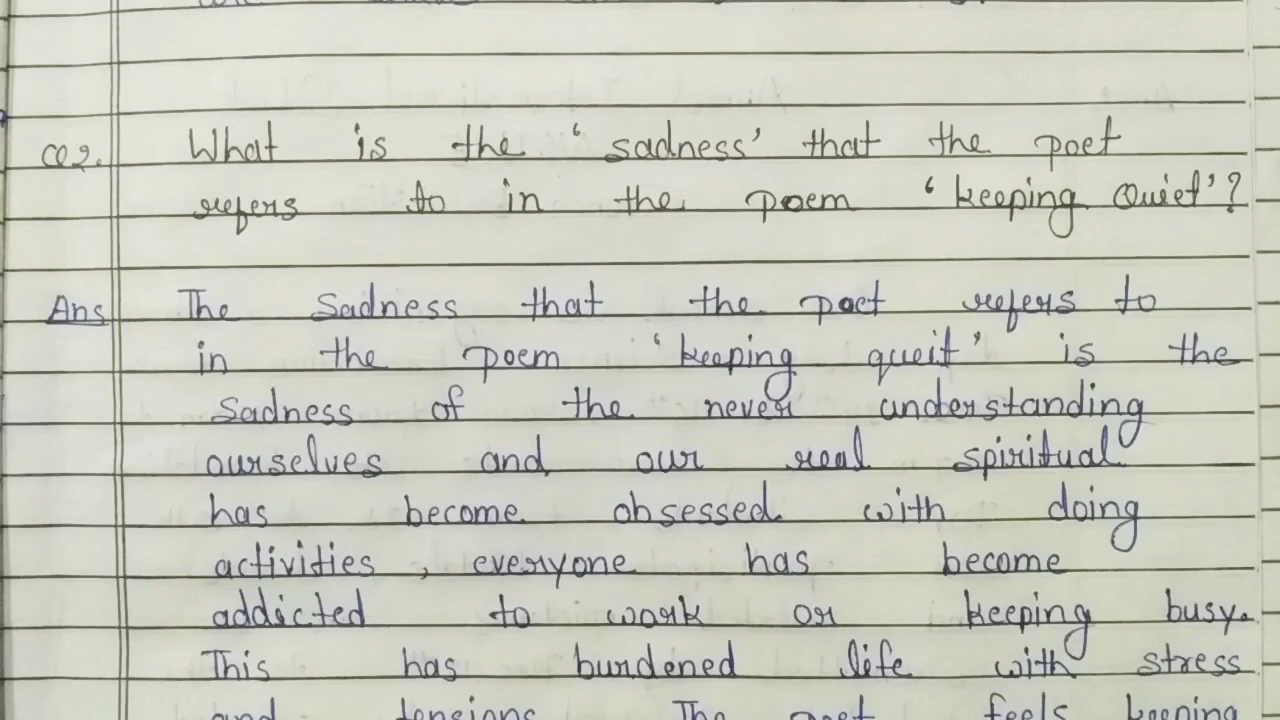 Q2. What is the 'sadness' that the poet
refers to in the poem 'keeping Quiet'?
Ans The Sadness that the poet refers to
in the poem 'keeping queit' is the
Sadness of the never understanding
ourselves and our real spiritual
has become obsessed with doing
activities, everyone has become
addicted to work or keeping busy.
This has burdened life with stress
and tensions The poet feels keeping